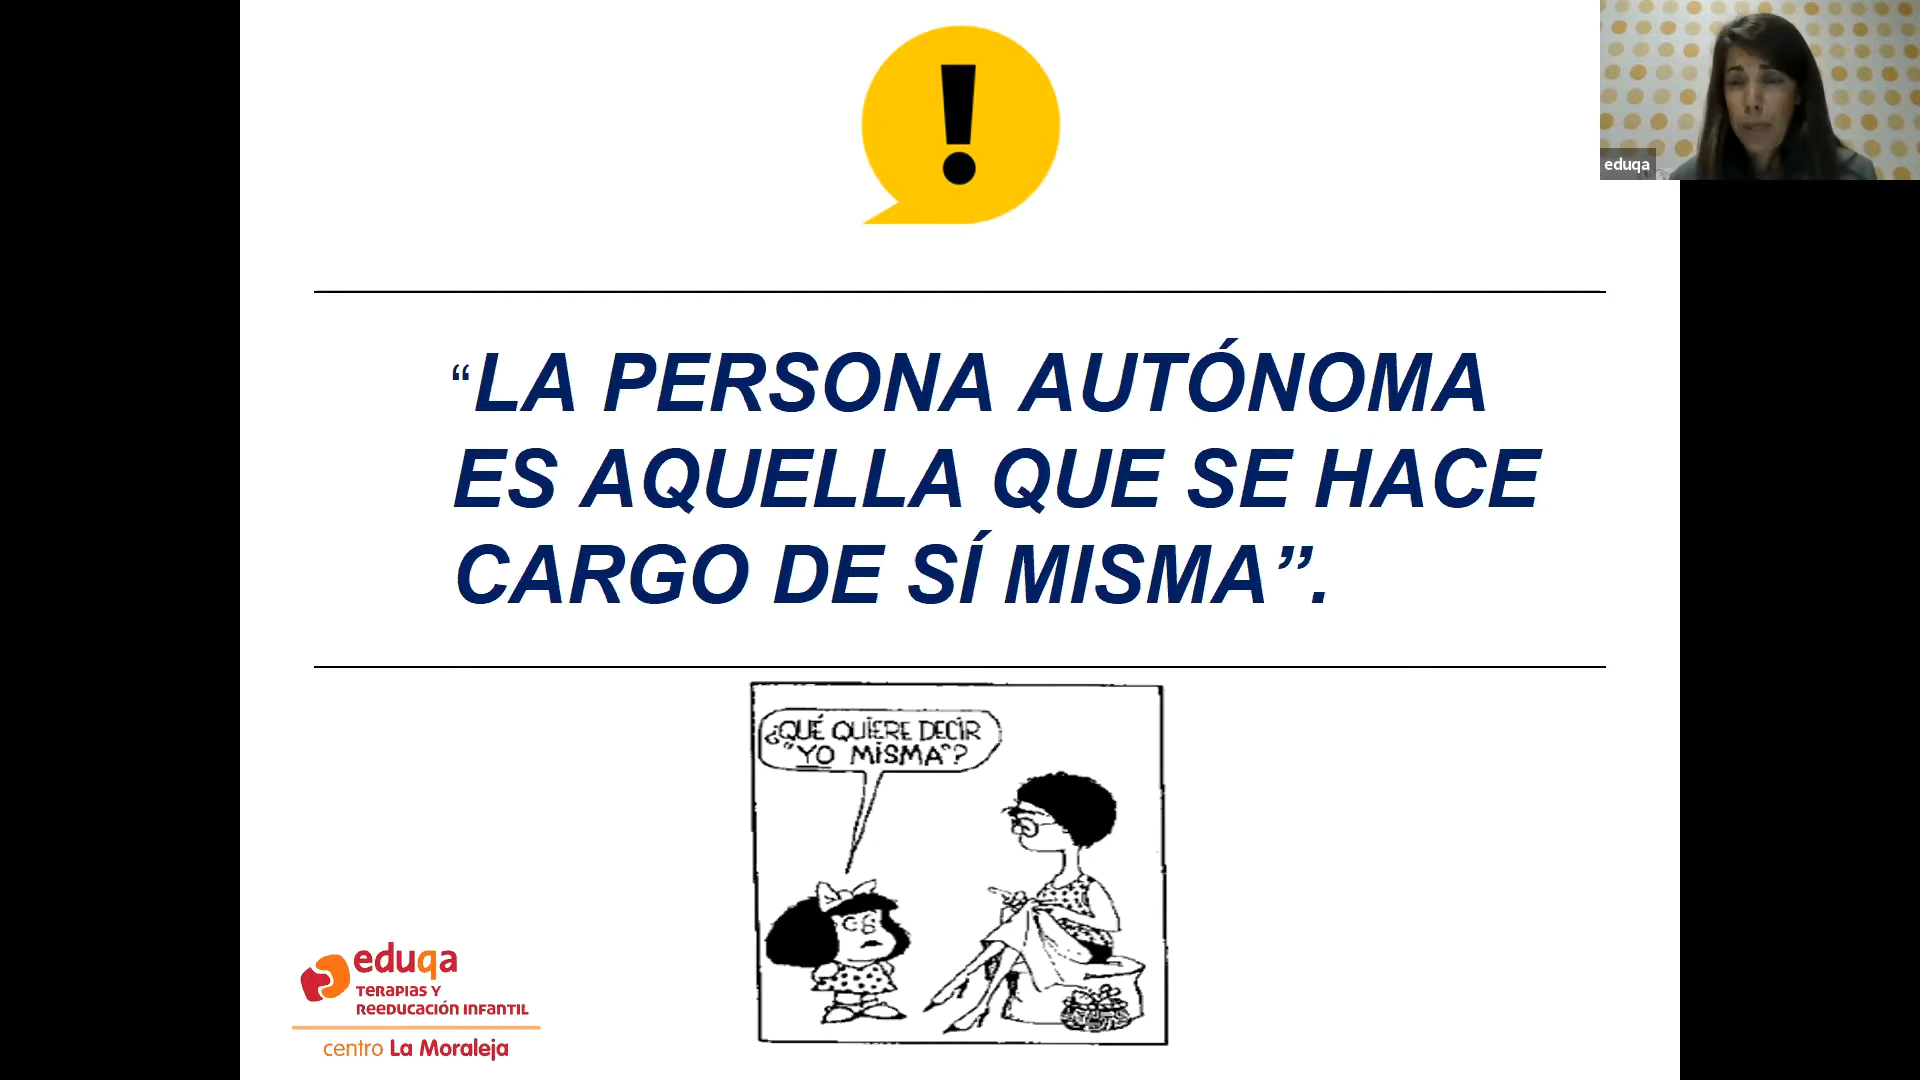 !
eduqa
“LA PERSONA AUTÓNOMA
ES AQUELLA QUE SE HACE
CARGO DE SÍ MISMA”.
¿QUÉ QUIERE DECIR
“YO MISMA”?
eduqa
TERAPIAS Y
REEDUCACIÓN INFANTIL
centro La Moraleja